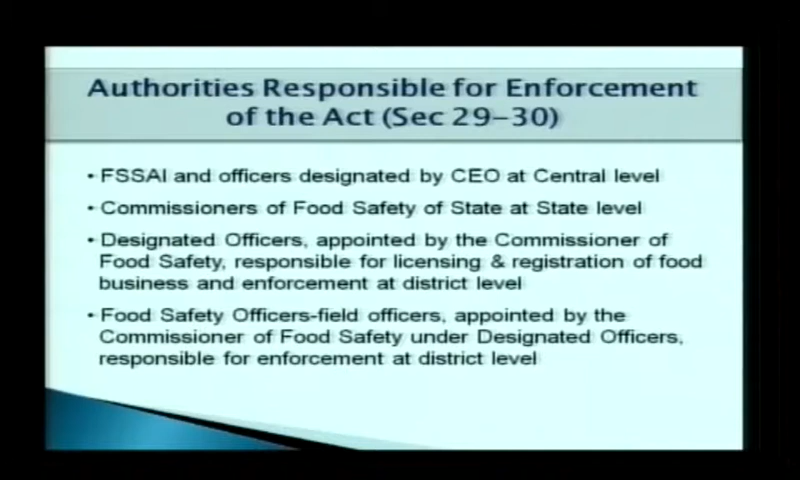 Authorities Responsible for Enforcement
of the Act (Sec 29–30)
• FSSAI and officers designated by CEO at Central level
• Commissioners of Food Safety of State at State level
• Designated Officers, appointed by the Commissioner of
Food Safety, responsible for licensing & registration of food
business and enforcement at district level
• Food Safety Officers-field officers, appointed by the
Commissioner of Food Safety under Designated Officers,
responsible for enforcement at district level